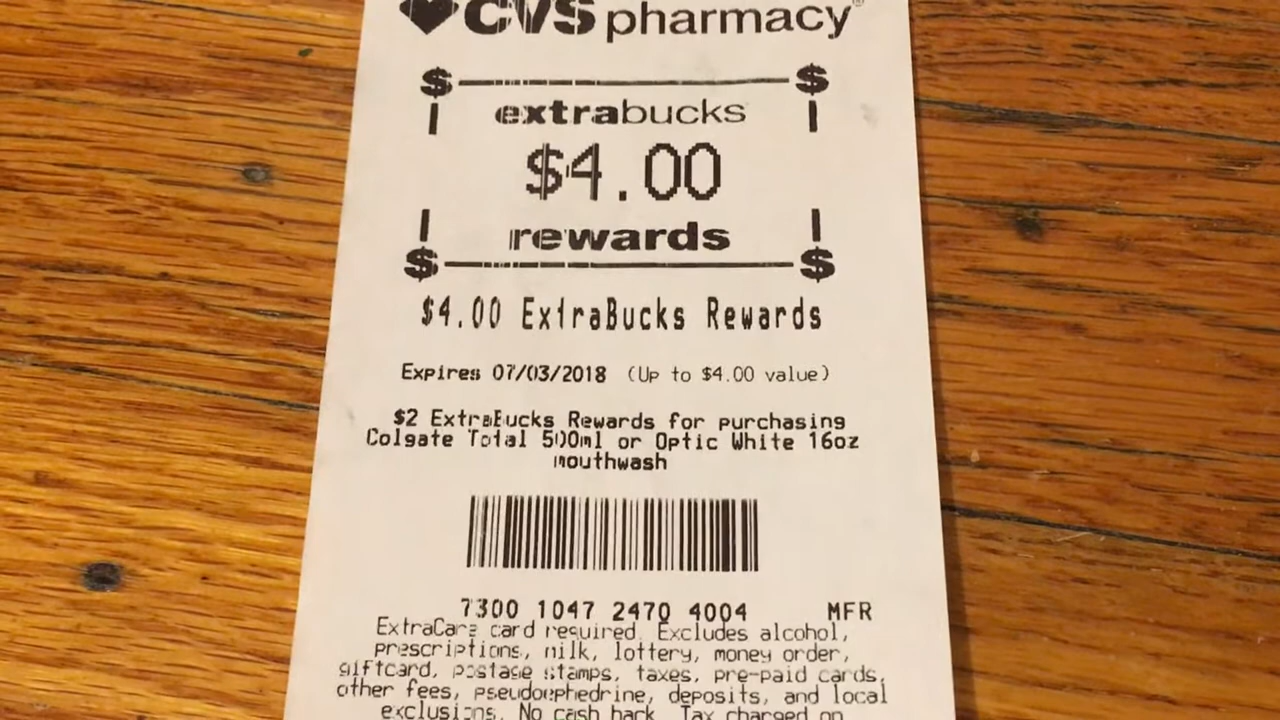 CVS pharmacy
$ $
extrabucks
$4.00
rewards
$ $
$4.00 ExtraBucks Rewards
Expires 07/03/2018 (Up to $4.00 value)
$2 ExtraBucks Rewards for purchasing
Colgate Total 500ml or Optic White 16oz
mouthwash
7300 1047 2470 4004 MFR
ExtraCare card required. Excludes alcohol,
prescriptions, milk, lottery, money order,
giftcard, postage stamps, taxes, pre-paid cards,
other fees, pseudoephedrine, deposits, and local
exclusions. No cash back. Tax charged on